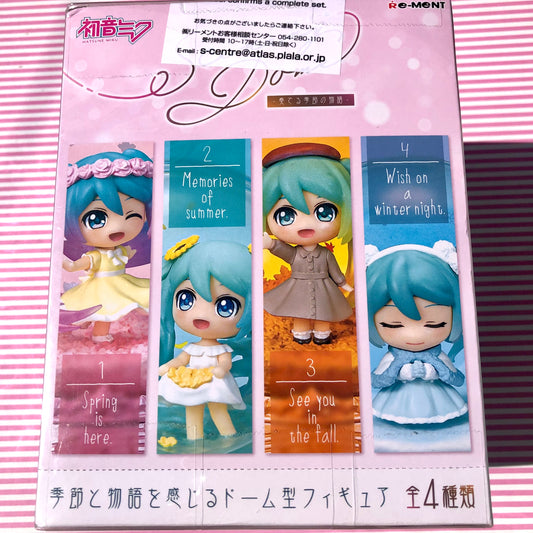 初音ミク
HATSUNE MIKU
confirms a complete set.
お気づきの点がございましたらご連絡下さい。
㈱リーメントお客様相談センター 054-280-1101
受付時間 10～17時(土・日・祝日除く)
E-mail : s-centre@atlas.plala.or.jp
Re-MENT
Dome
-愛でる季節の物語-
1
Spring
is
here.
2
Memories
of
summer.
3
See you
in
the fall.
4
Wish on
a
winter night.
季節と物語を感じるドーム型フィギュア 全4種類